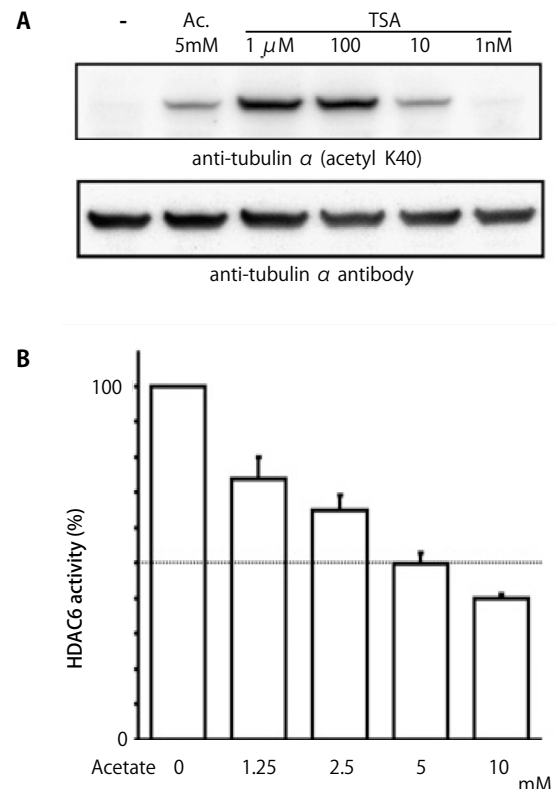 A
- Ac. TSA
5mM 1 μM 100 10 1nM
anti-tubulin α (acetyl K40)
anti-tubulin α antibody
B
100
HDAC6 activity (%)
0
Acetate 0 1.25 2.5 5 10
mM